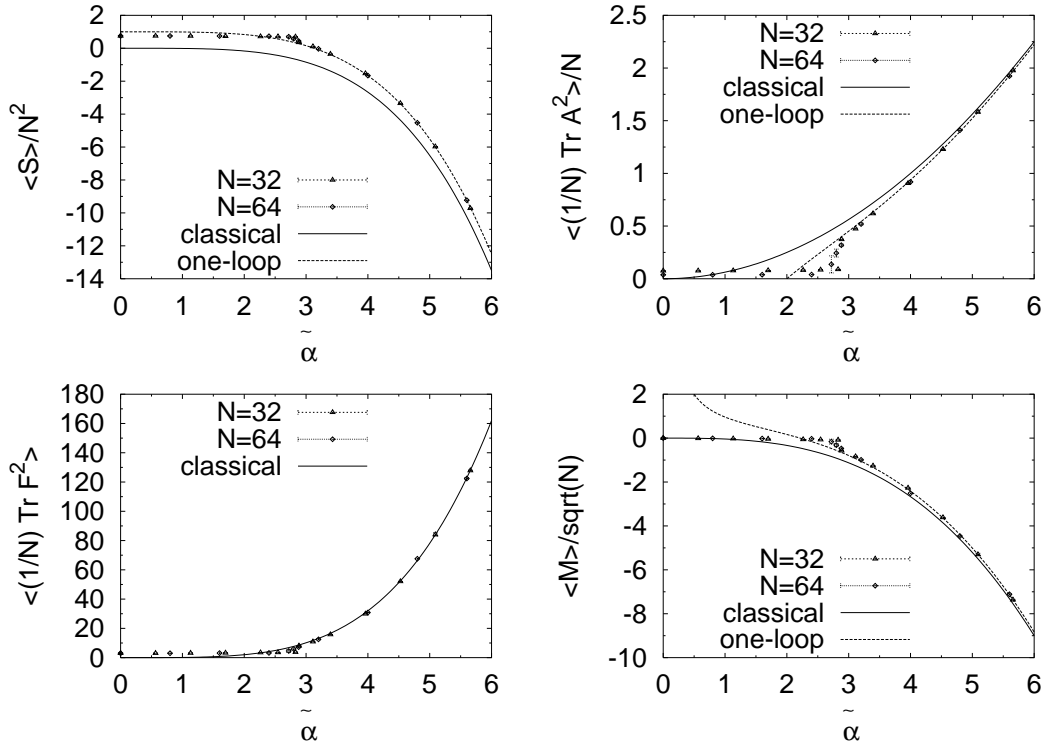 2
0
-2
-4
-6
-8
-10
-12
-14
<S>/N^2
N=32
N=64
classical
one-loop
0 1 2 3 4 5 6
α̃
2.5
2
1.5
1
0.5
0
<(1/N) Tr A^2>/N
N=32
N=64
classical
one-loop
0 1 2 3 4 5 6
α̃
180
160
140
120
100
80
60
40
20
0
<(1/N) Tr F^2>
N=32
N=64
classical
0 1 2 3 4 5 6
α̃
2
0
-2
-4
-6
-8
-10
<M>/sqrt(N)
N=32
N=64
classical
one-loop
0 1 2 3 4 5 6
α̃